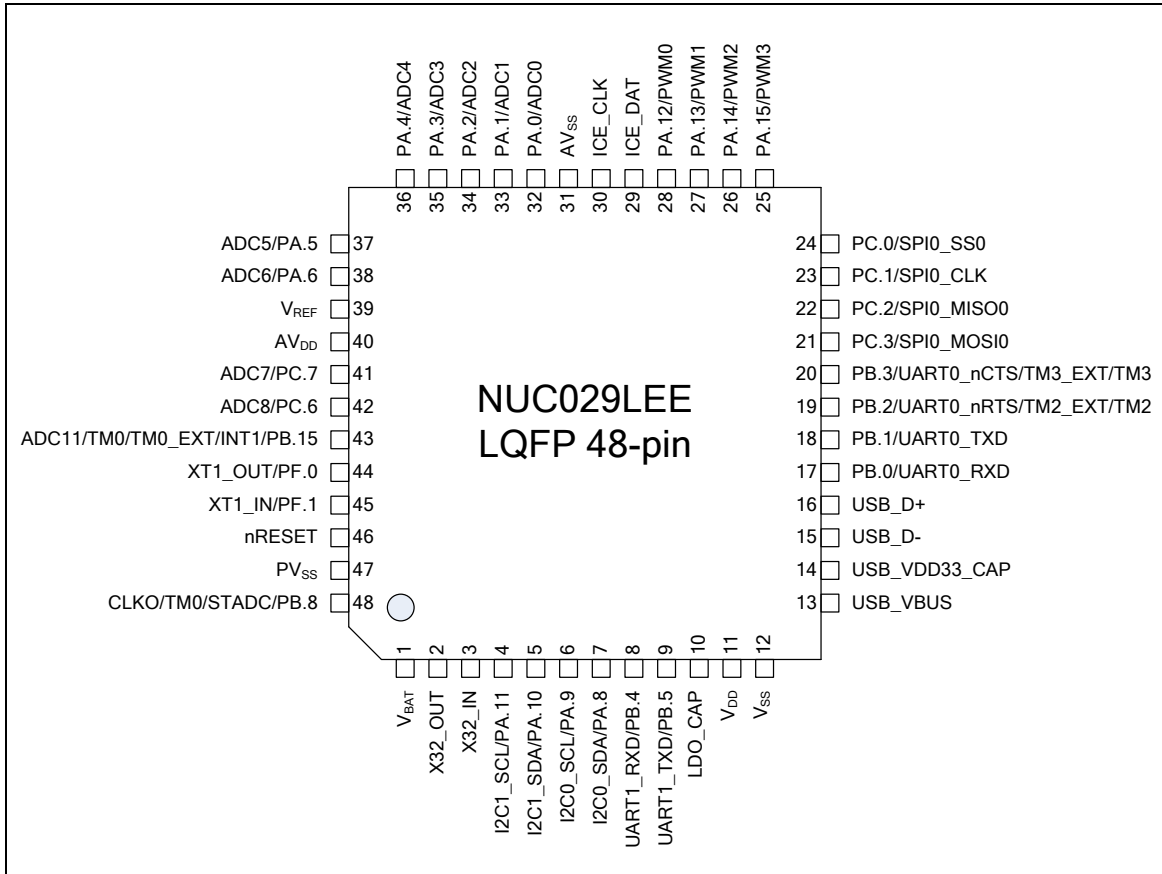 PA.4/ADC4
PA.3/ADC3
PA.2/ADC2
PA.1/ADC1
PA.0/ADC0
AVSS
ICE_CLK
ICE_DAT
PA.12/PWM0
PA.13/PWM1
PA.14/PWM2
PA.15/PWM3
36
35
34
33
32
31
30
29
28
27
26
25
ADC5/PA.5 37
ADC6/PA.6 38
VREF 39
AVDD 40
ADC7/PC.7 41
ADC8/PC.6 42
ADC11/TM0/TM0_EXT/INT1/PB.15 43
XT1_OUT/PF.0 44
XT1_IN/PF.1 45
nRESET 46
PVSS 47
CLKO/TM0/STADC/PB.8 48
NUC029LEE
LQFP 48-pin
24 PC.0/SPI0_SS0
23 PC.1/SPI0_CLK
22 PC.2/SPI0_MISO0
21 PC.3/SPI0_MOSI0
20 PB.3/UART0_nCTS/TM3_EXT/TM3
19 PB.2/UART0_nRTS/TM2_EXT/TM2
18 PB.1/UART0_TXD
17 PB.0/UART0_RXD
16 USB_D+
15 USB_D-
14 USB_VDD33_CAP
13 USB_VBUS
1
2
3
4
5
6
7
8
9
10
11
12
VBAT
X32_OUT
X32_IN
I2C1_SCL/PA.11
I2C1_SDA/PA.10
I2C0_SCL/PA.9
I2C0_SDA/PA.8
UART1_RXD/PB.4
UART1_TXD/PB.5
LDO_CAP
VDD
VSS